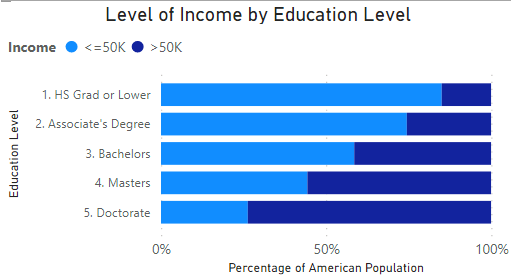 Level of Income by Education Level
Income <=50K >50K
Education Level
1. HS Grad or Lower
2. Associate's Degree
3. Bachelors
4. Masters
5. Doctorate
0% 50% 100%
Percentage of American Population